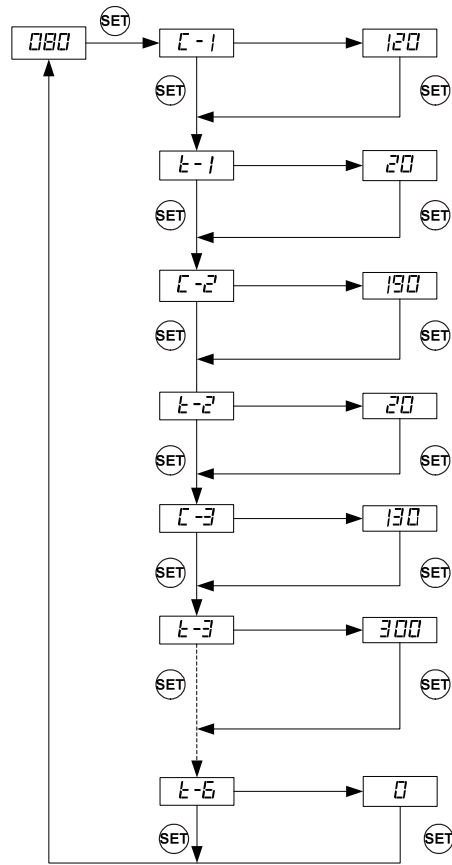 SET
080 C-1 120
SET SET
t-1 20
SET SET
C-2 190
SET SET
t-2 20
SET SET
C-3 130
SET SET
t-3 300
SET SET
t-6 0
SET SET